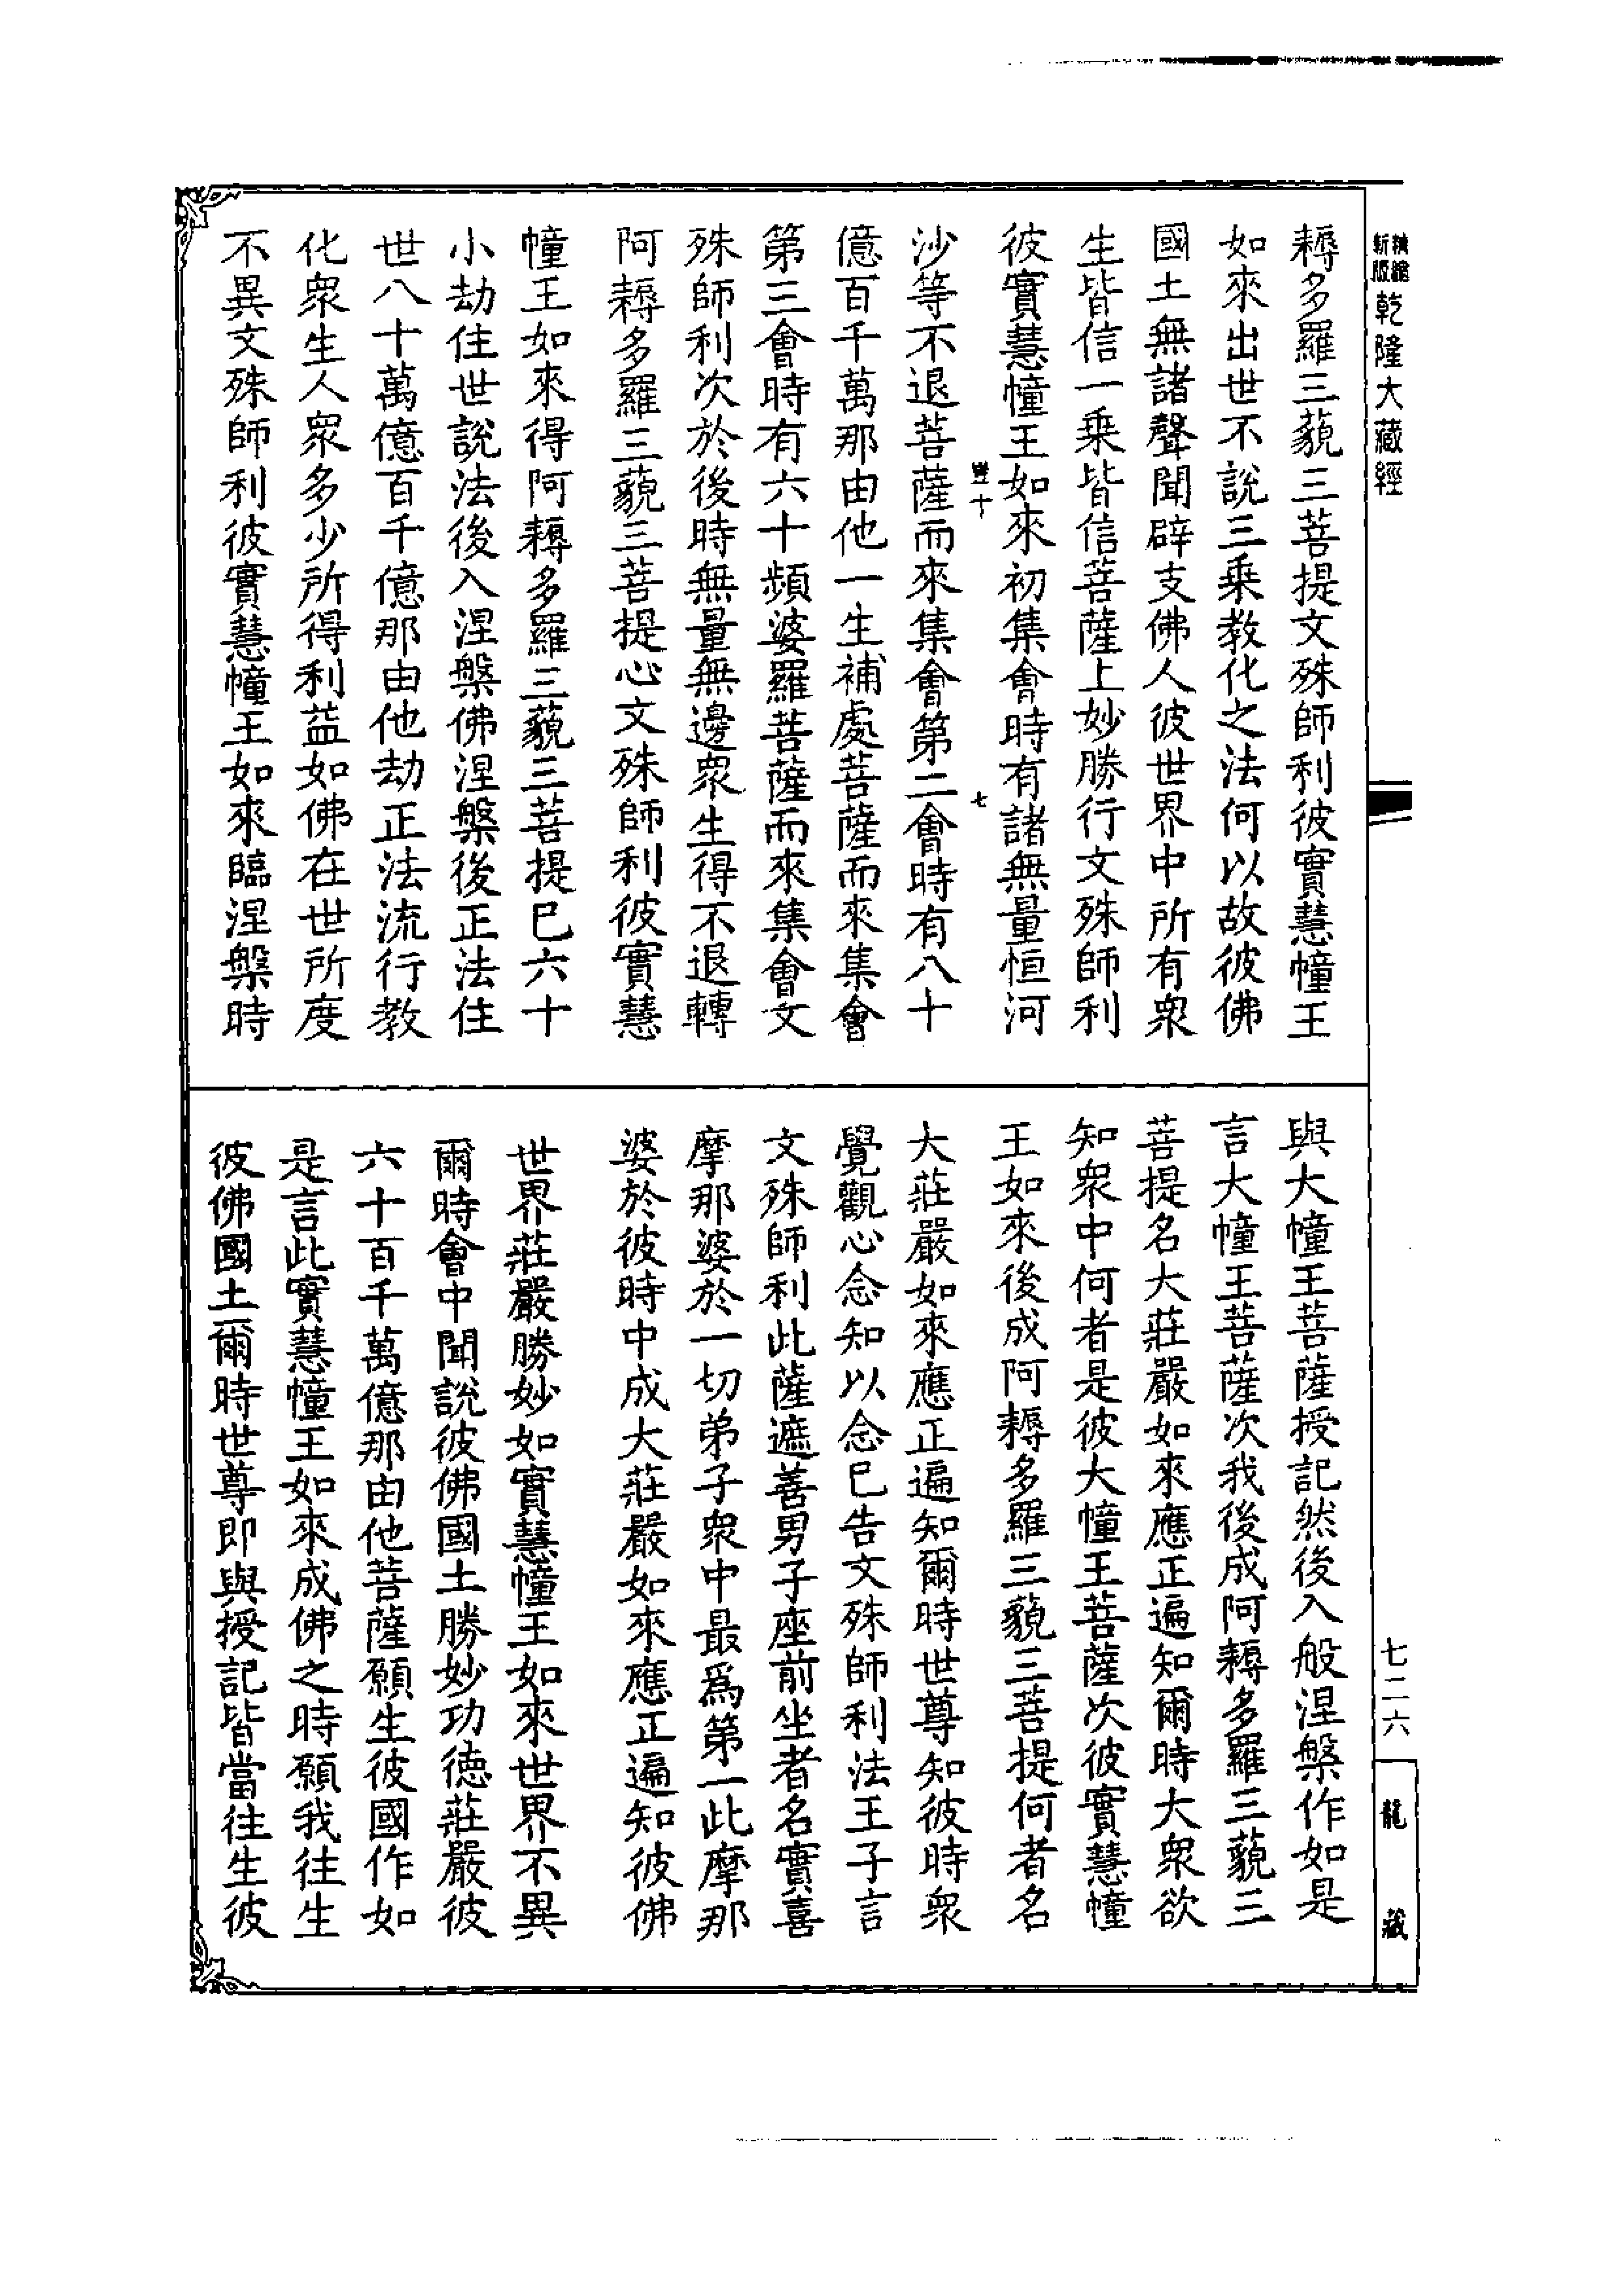 精繪
新版
乾隆大藏經
耨多羅三藐三菩提文殊師利彼實慧幢王
如來出世不說三乘教化之法何以故彼佛
國土無諸聲聞辟支佛人彼世界中所有衆
生皆信一乘皆信菩薩上妙勝行文殊師利
彼實慧幢王如來初集會時有諸無量恒河
十
七
沙等不退菩薩而來集會第二會時有八十
億百千萬那由他一生補處菩薩而來集會
第三會時有六十頻婆羅菩薩而來集會文
殊師利次於後時無量無邊衆生得不退轉
阿耨多羅三藐三菩提心文殊師利彼實慧
幢王如來得阿耨多羅三藐三菩提已六十
小劫住世說法後入涅槃佛涅槃後正法住
世八十萬億百千億那由他劫正法流行教
化衆生人衆多少所得利益如佛在世所度
不異文殊師利彼實慧幢王如來臨涅槃時
與大幢王菩薩授記然後入般涅槃作如是
言大幢王菩薩次我後成阿耨多羅三藐三
菩提名大莊嚴如來應正遍知爾時大衆欲
知衆中何者是彼大幢王菩薩次彼實慧幢
王如來後成阿耨多羅三藐三菩提何者名
大莊嚴如來應正遍知爾時世尊知彼時衆
覺觀心念知以念已告文殊師利法王子言
文殊師利此薩遮善男子座前坐者名實喜
摩那婆於一切弟子衆中最爲第一此摩那
婆於彼時中成大莊嚴如來應正遍知彼佛
世界莊嚴勝妙如實慧幢王如來世界不異
爾時會中聞說彼佛國土勝妙功德莊嚴彼
六十百千萬億那由他菩薩願生彼國作如
是言此實慧幢王如來成佛之時願我往生
彼佛國土爾時世尊即與授記皆當往生彼
七二六
龍藏